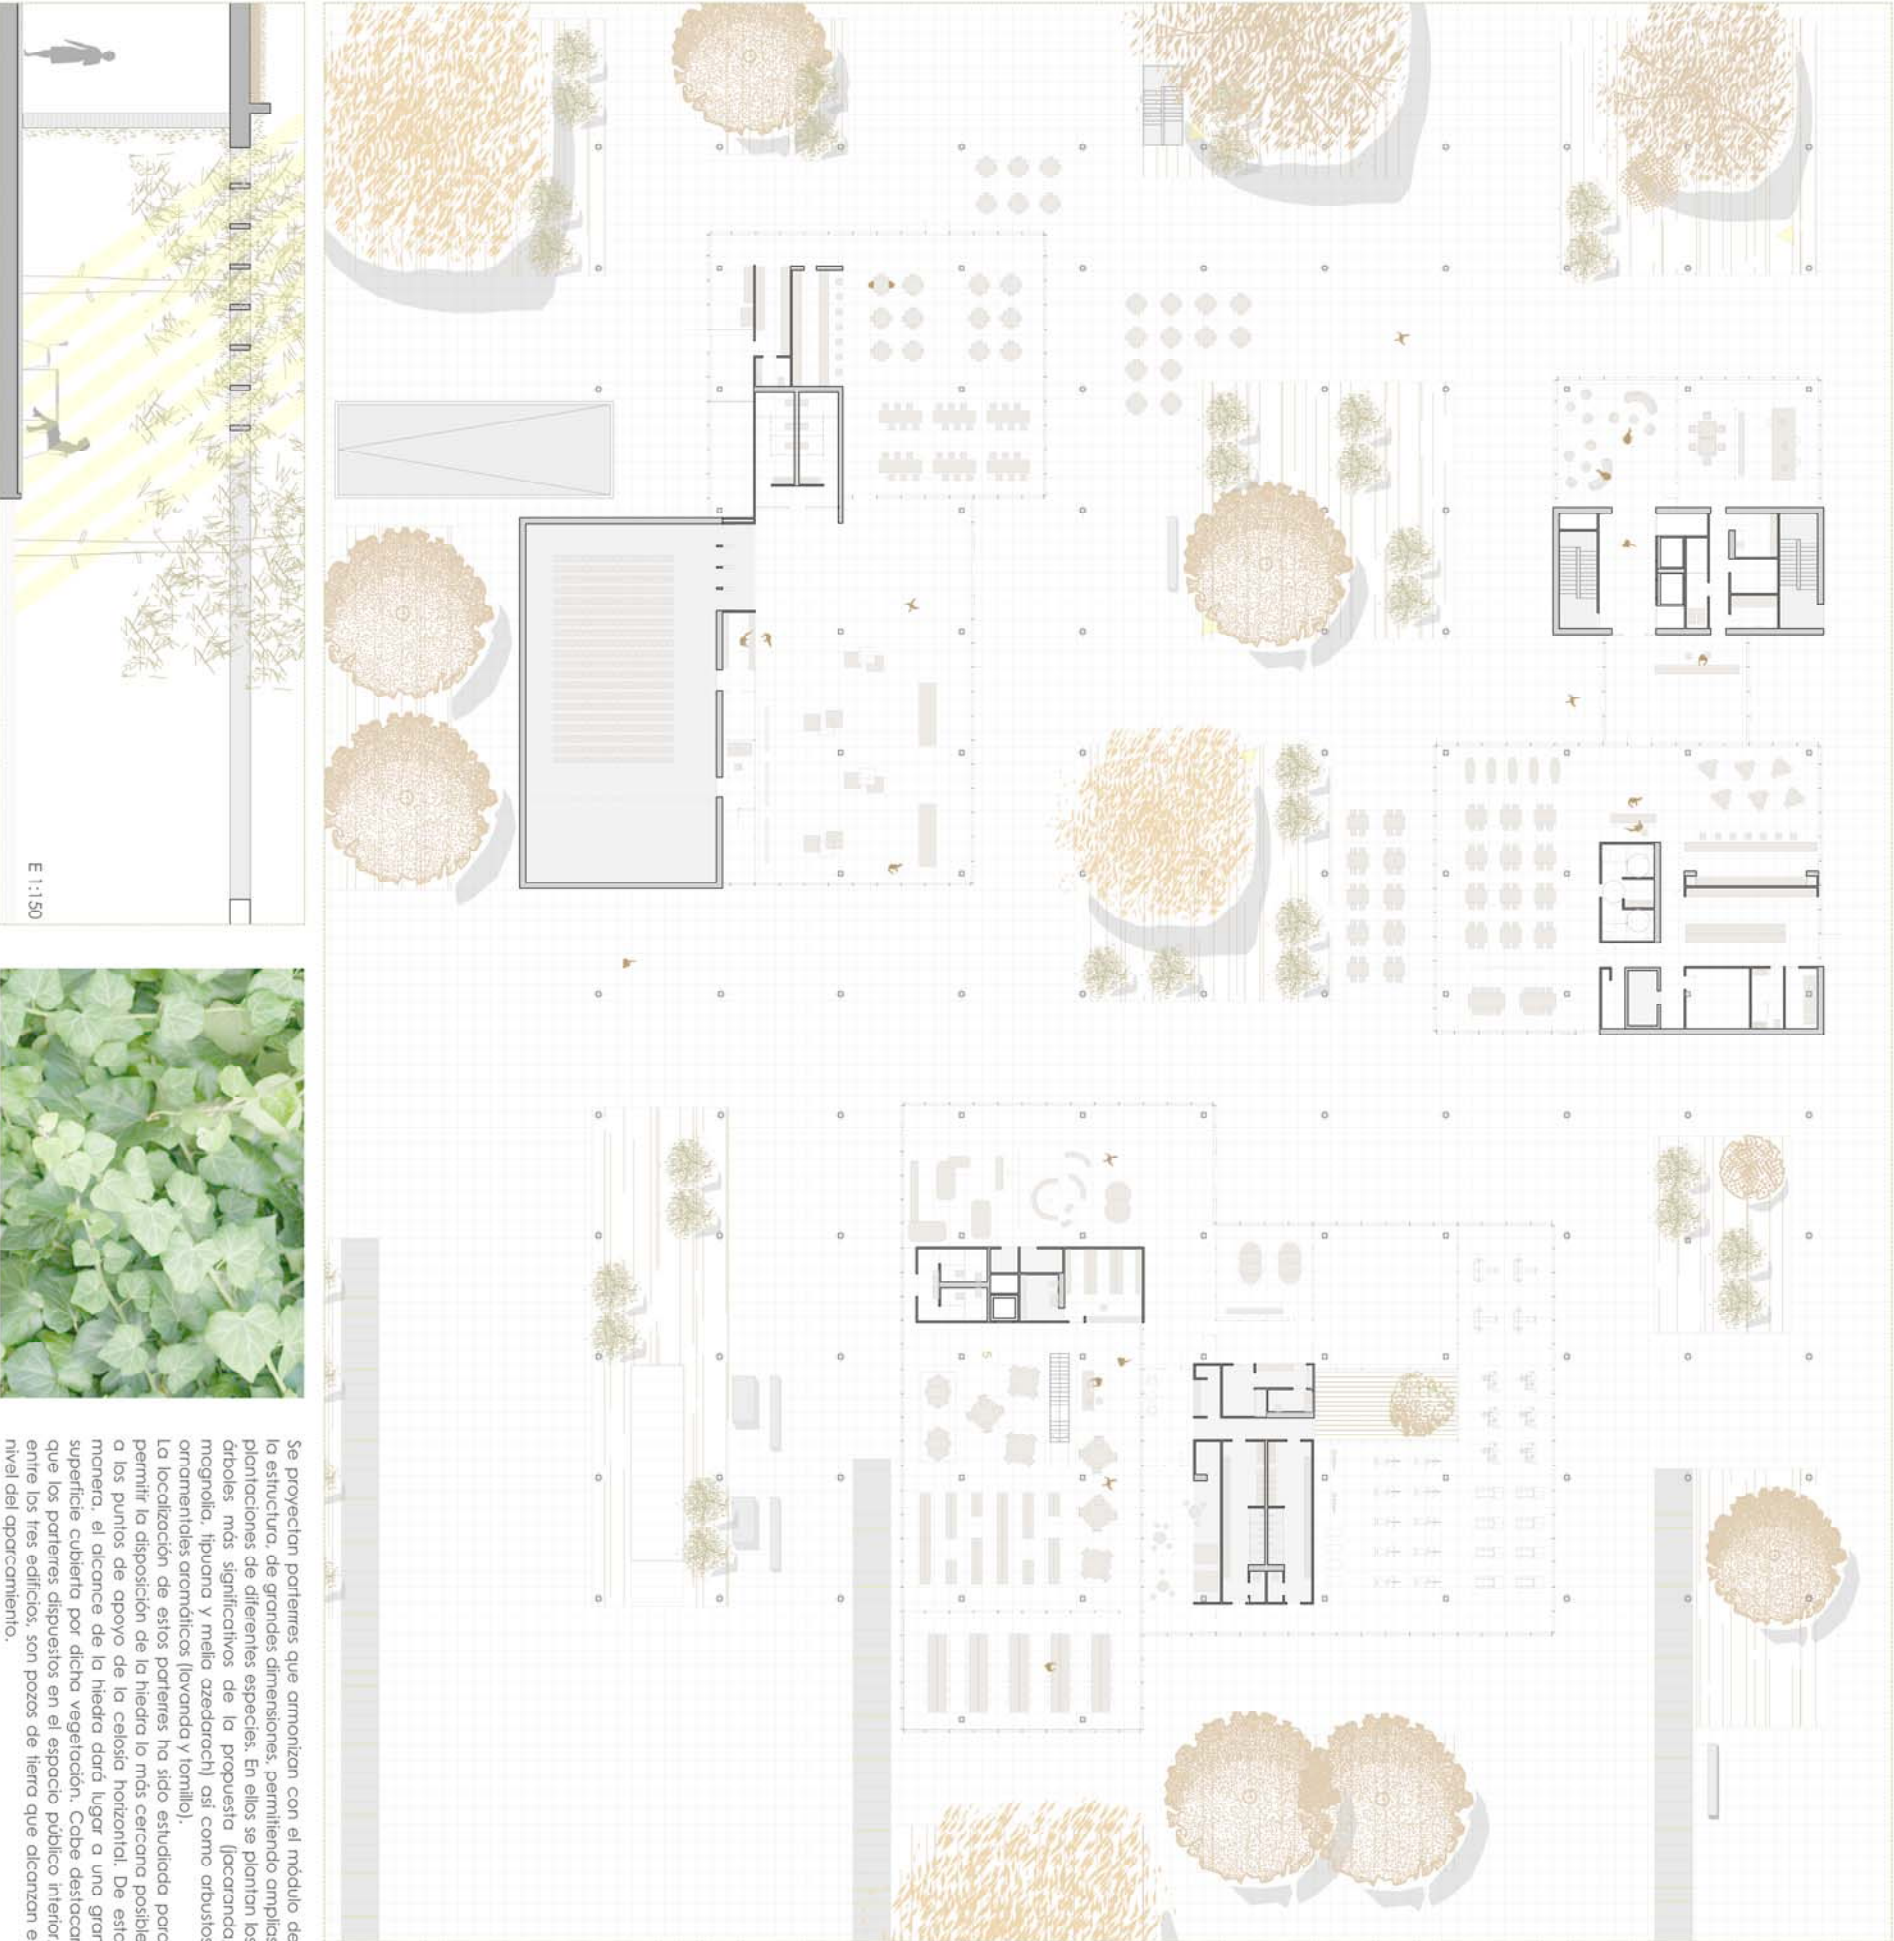 E 1:150
Se proyectan parterres que armonizan con el módulo de
la estructura, de grandes dimensiones, permitiendo amplias
plantaciones de diferentes especies. En ellos se plantan los
árboles más significativos de la propuesta (jacaranda,
magnolia, tipuana y melia azedarach) así como arbustos
ornamentales aromáticos (lavanda y tomillo).
La localización de estos parterres ha sido estudiada para
permitir la disposición de la hiedra lo más cercana posible
a los puntos de apoyo de la celosía horizontal. De esta
manera, el alcance de la hiedra dará lugar a una gran
superficie cubierta por dicha vegetación. Cabe destacar
que los parterres dispuestos en el espacio público interior,
entre los tres edificios, son pozos de tierra que alcanzan e
nivel del aparcamiento.
5